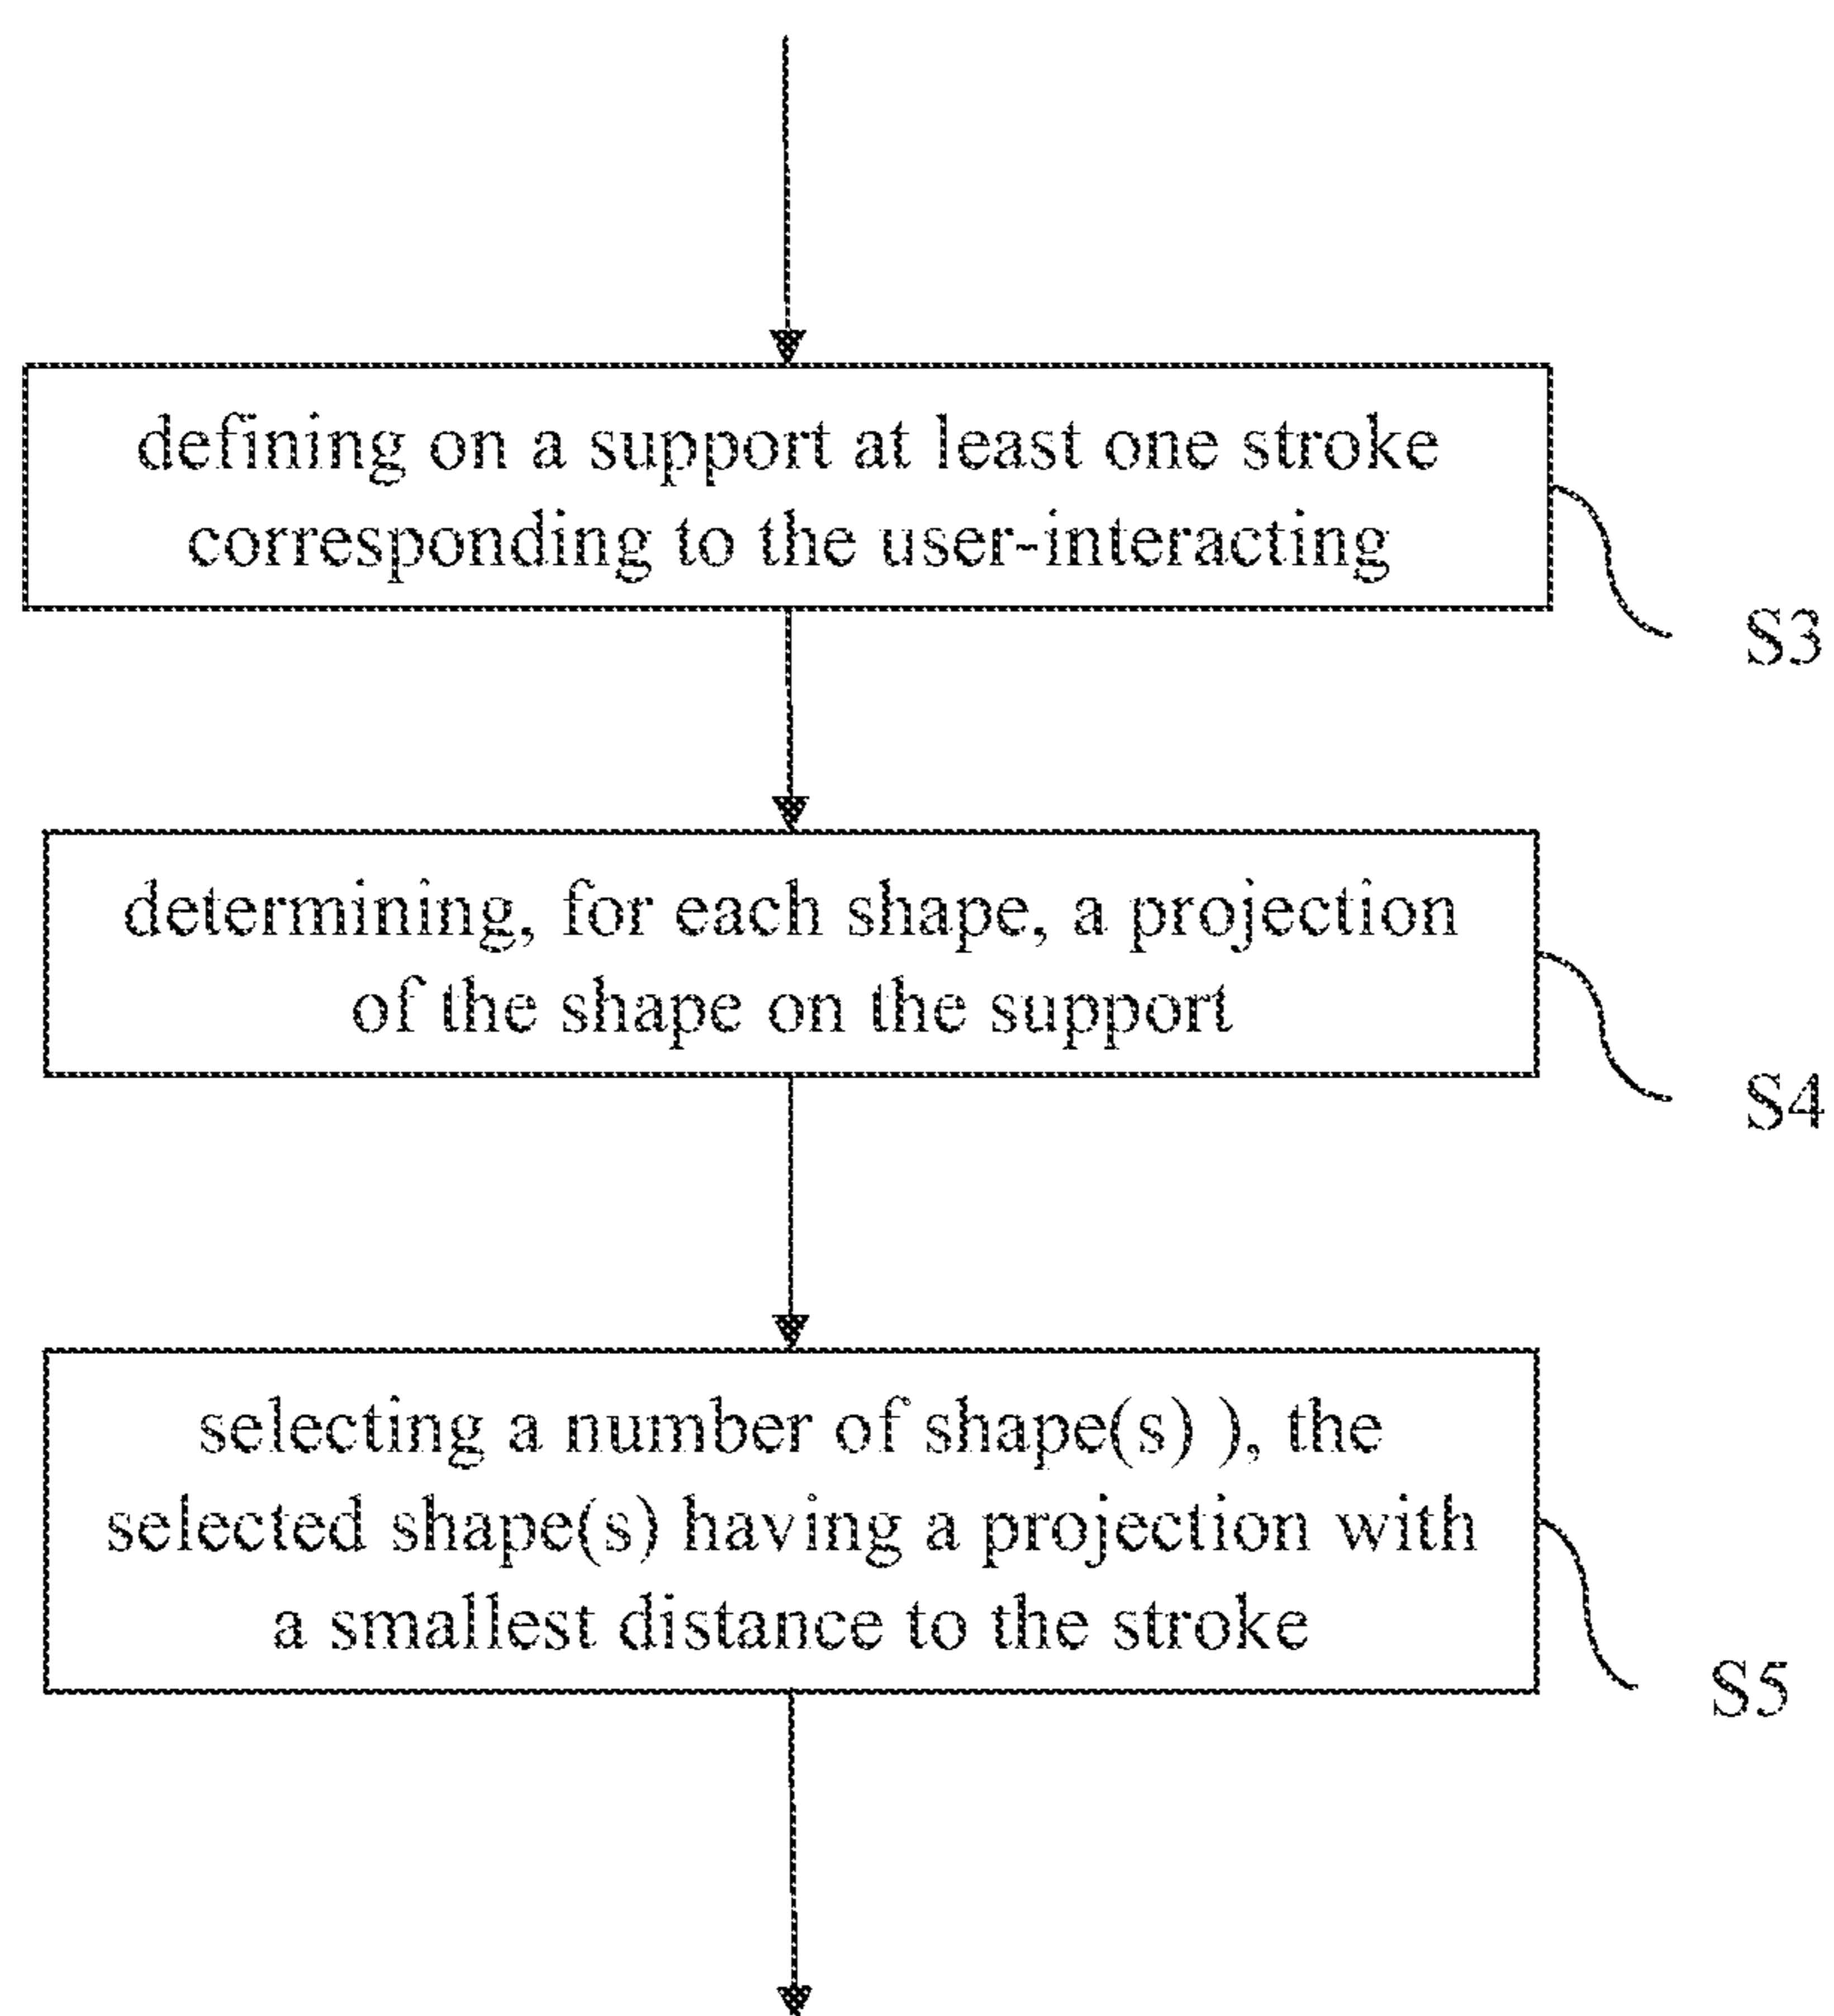 defining on a support at least one stroke
corresponding to the user-interacting
S3
determining, for each shape, a projection
of the shape on the support
S4
selecting a number of shape(s) ), the
selected shape(s) having a projection with
a smallest distance to the stroke
S5